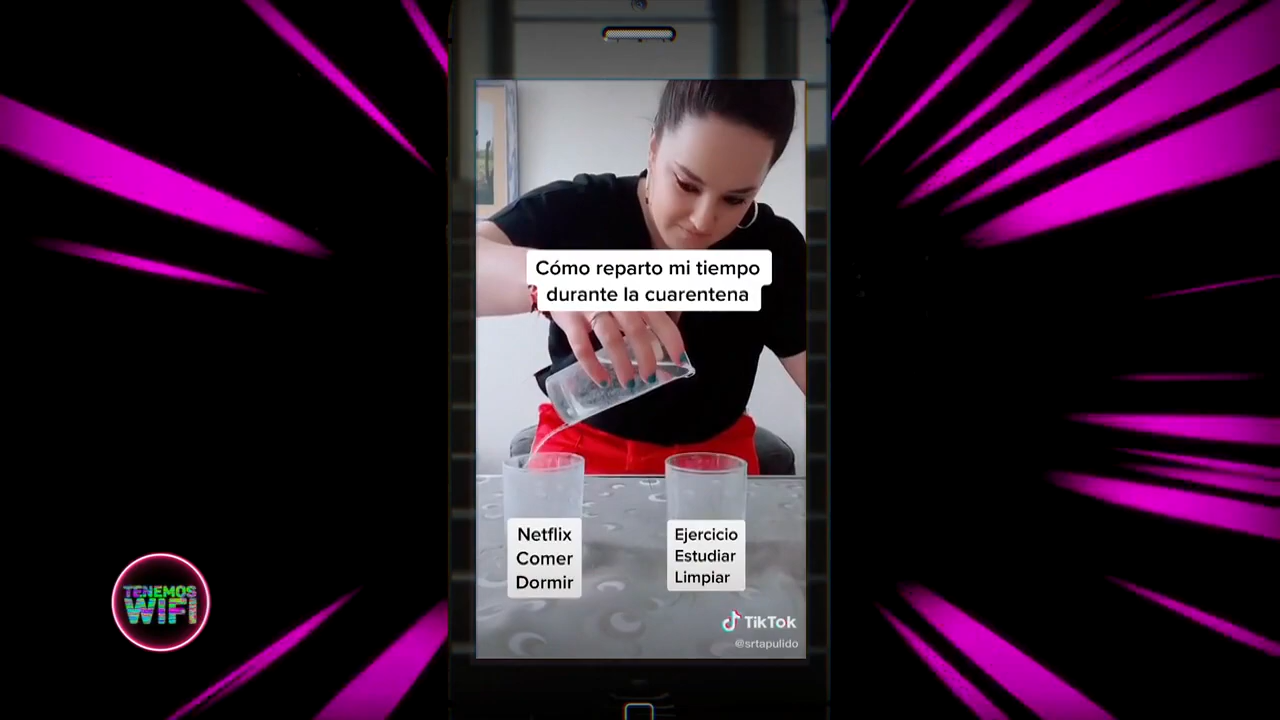 Cómo reparto mi tiempo
durante la cuarentena
Netflix
Comer
Dormir
Ejercicio
Estudiar
Limpiar
TikTok
@srtapulido
TENEMOS
WIFI